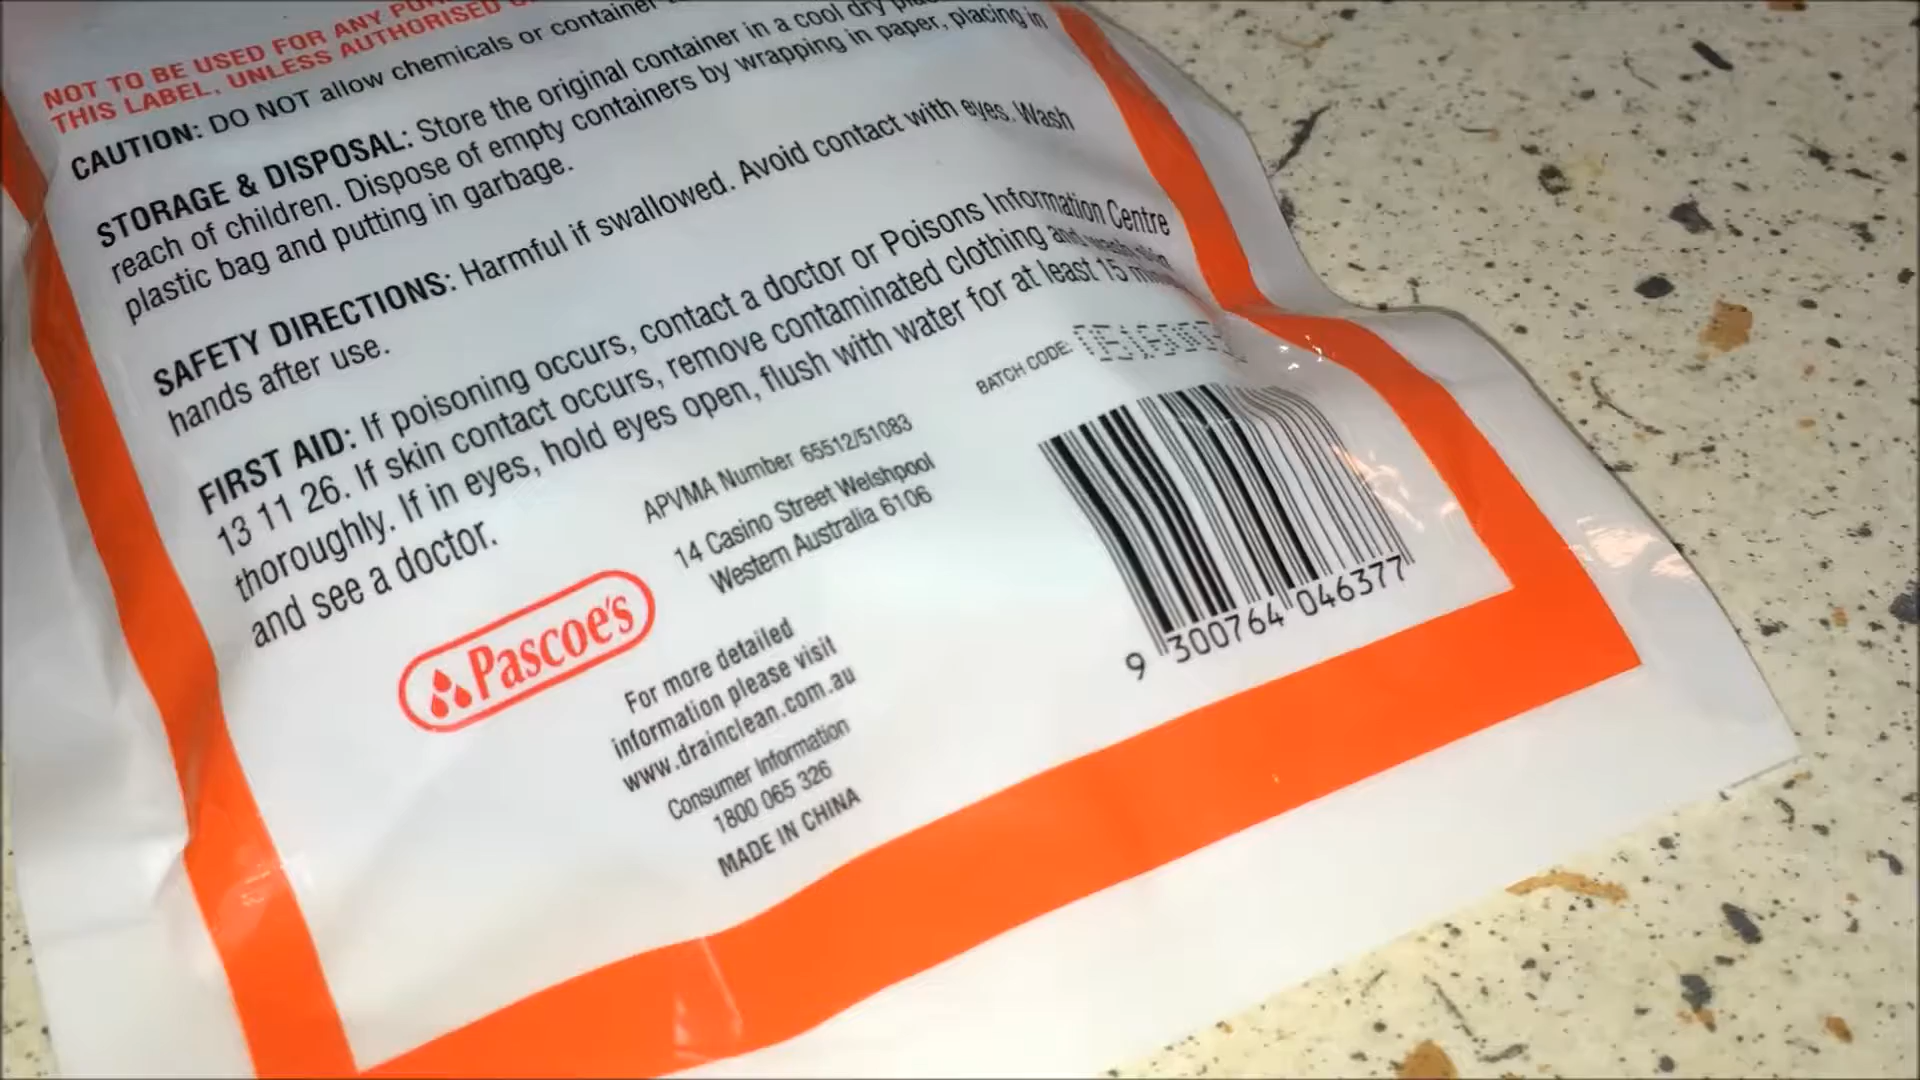 NOT TO BE USED FOR ANY
THIS LABEL, UNLESS AUTHORISED
CAUTION: DO NOT allow chemicals or container
STORAGE & DISPOSAL: Store the original container in a cool dry
reach of children. Dispose of empty containers by wrapping in paper, placing in
plastic bag and putting in garbage.
SAFETY DIRECTIONS: Harmful if swallowed. Avoid contact with eyes. Wash
hands after use.
FIRST AID: If poisoning occurs, contact a doctor or Poisons Information Centre
13 11 26. If skin contact occurs, remove contaminated clothing and wash skin
thoroughly. If in eyes, hold eyes open, flush with water for at least 15
and see a doctor.
BATCH CODE:
APVMA Number 65512/51083
14 Casino Street Welshpool
Western Australia 6106
Pascoe's
For more detailed
information please visit
www.drainclean.com.au
Consumer Information
1800 065 326
MADE IN CHINA
9 300764 046377